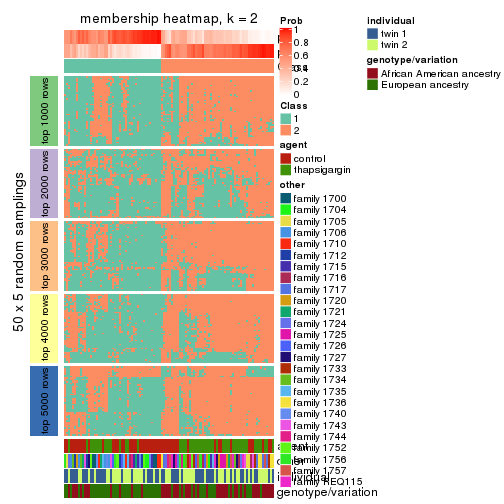 membership heatmap, k = 2
50 x 5 random samplings
top 1000 rows
top 2000 rows
top 3000 rows
top 4000 rows
top 5000 rows
Prob
1
0.8
0.6
0.4
0.2
0
Class
1
2
agent
control
thapsigargin
other
family 1700
family 1704
family 1705
family 1706
family 1710
family 1712
family 1715
family 1716
family 1717
family 1720
family 1721
family 1724
family 1725
family 1726
family 1727
family 1733
family 1734
family 1735
family 1736
family 1740
family 1743
family 1744
family 1752
family 1756
family 1757
family REQ115
individual
twin 1
twin 2
genotype/variation
African American ancestry
European ancestry
agent
other
individual
genotype/variation